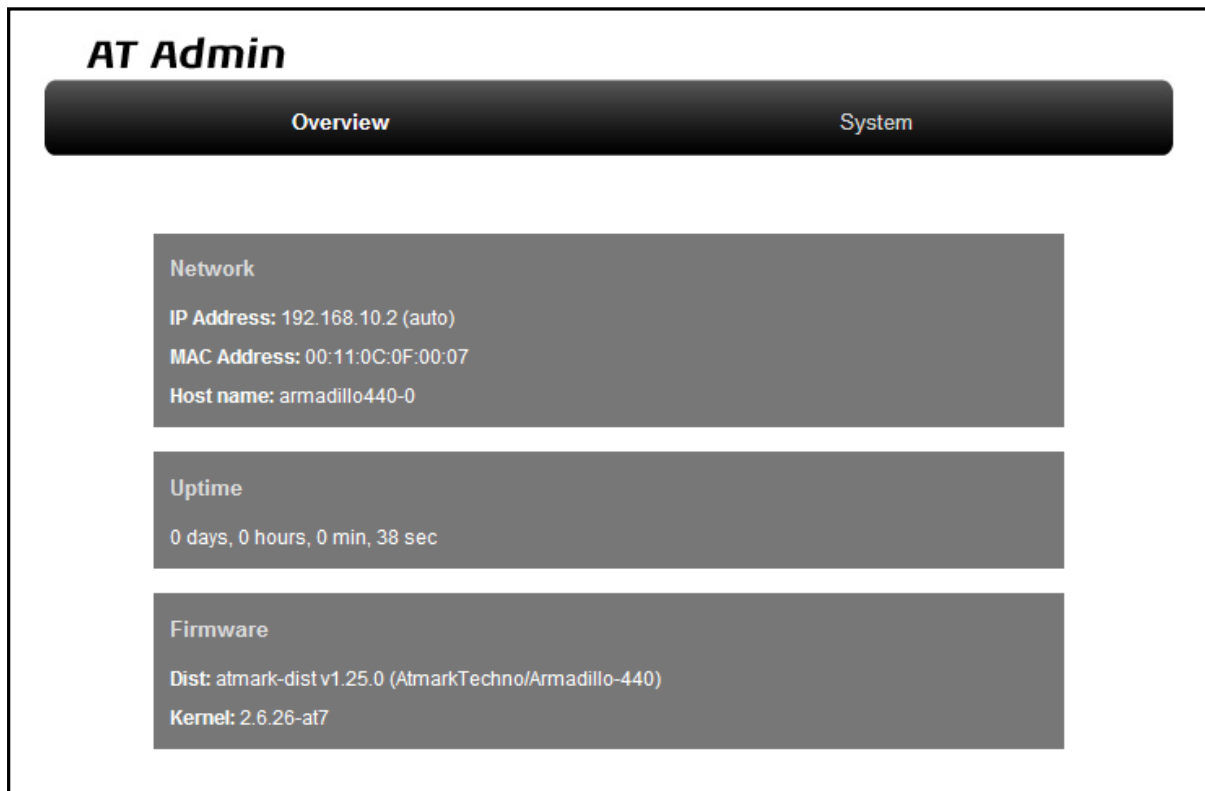 AT Admin
Overview System
Network
IP Address: 192.168.10.2 (auto)
MAC Address: 00:11:0C:0F:00:07
Host name: armadillo440-0
Uptime
0 days, 0 hours, 0 min, 38 sec
Firmware
Dist: atmark-dist v1.25.0 (AtmarkTechno/Armadillo-440)
Kernel: 2.6.26-at7